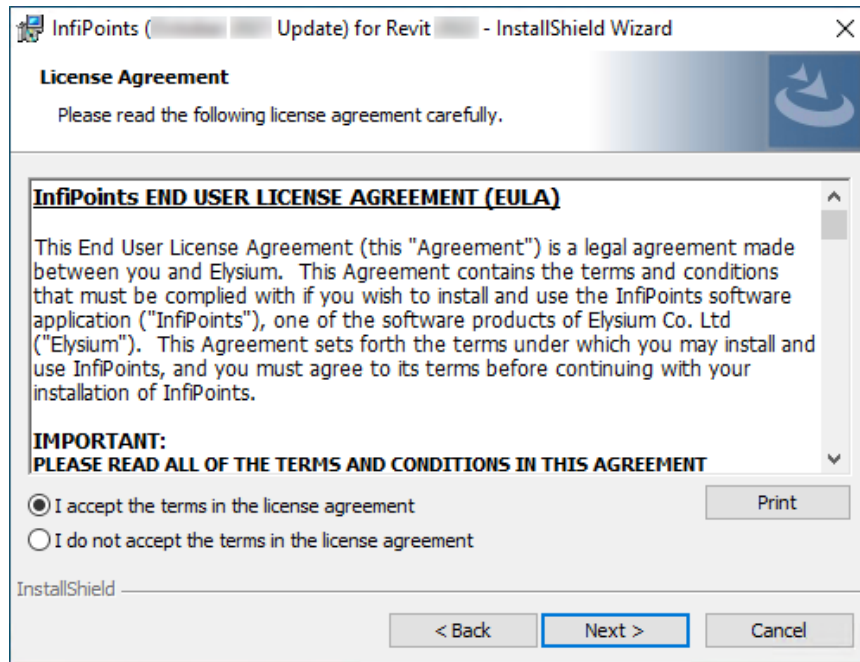 InfiPoints ( Update) for Revit - InstallShield Wizard
License Agreement
Please read the following license agreement carefully.
InfiPoints END USER LICENSE AGREEMENT (EULA)
This End User License Agreement (this "Agreement") is a legal agreement made
between you and Elysium.  This Agreement contains the terms and conditions
that must be complied with if you wish to install and use the InfiPoints software
application ("InfiPoints"), one of the software products of Elysium Co. Ltd
("Elysium").  This Agreement sets forth the terms under which you may install and
use InfiPoints, and you must agree to its terms before continuing with your
installation of InfiPoints.
IMPORTANT:
PLEASE READ ALL OF THE TERMS AND CONDITIONS IN THIS AGREEMENT
I accept the terms in the license agreement
Print
I do not accept the terms in the license agreement
InstallShield
< Back
Next >
Cancel